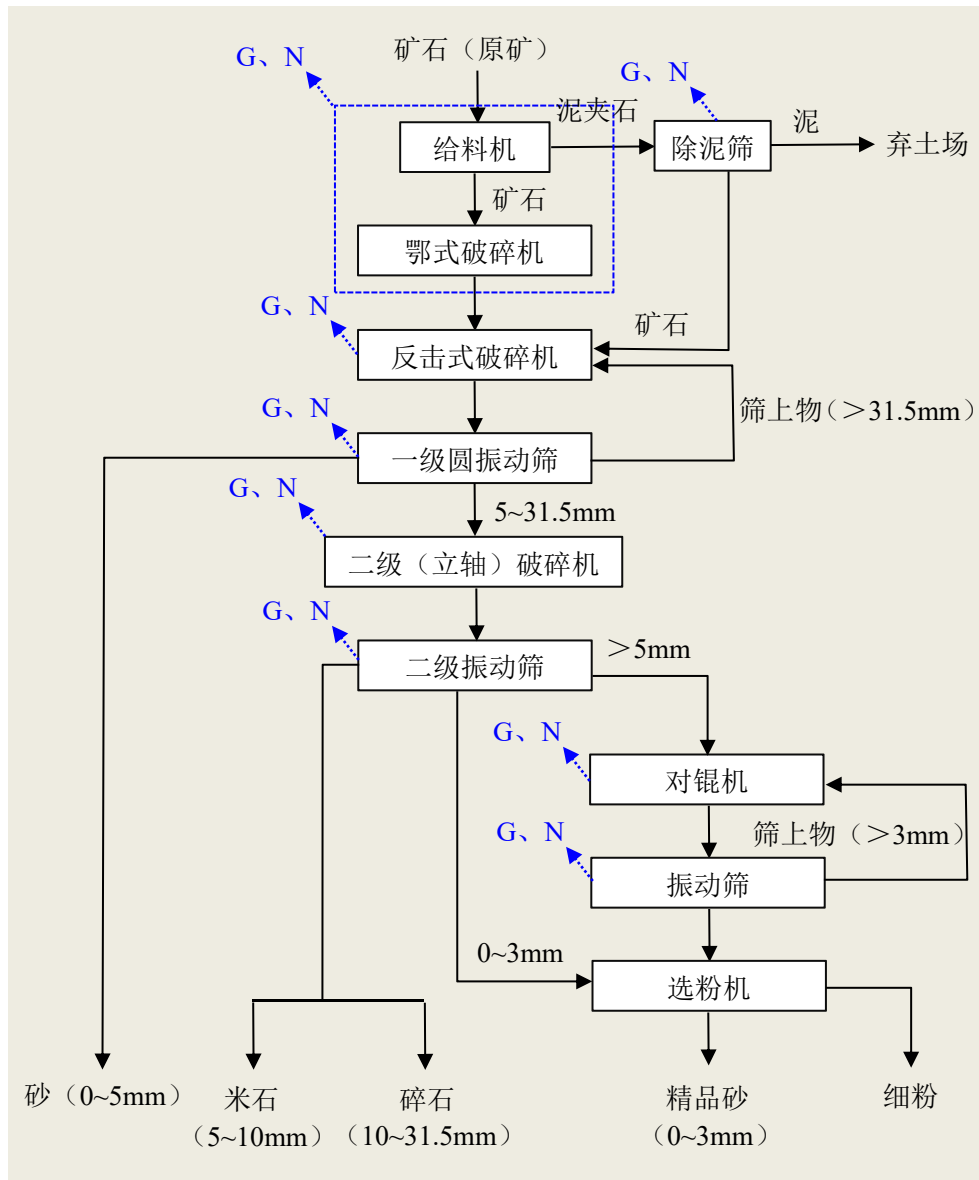 矿石（原矿）
G、N
G、N
泥夹石
泥
给料机
除泥筛
弃土场
矿石
鄂式破碎机
G、N
矿石
反击式破碎机
筛上物（＞31.5mm）
G、N
一级圆振动筛
G、N
5~31.5mm
二级（立轴）破碎机
G、N
＞5mm
二级振动筛
G、N
对锟机
筛上物（＞3mm）
G、N
振动筛
0~3mm
选粉机
砂（0~5mm）
米石
（5~10mm）
碎石
（10~31.5mm）
精品砂
（0~3mm）
细粉